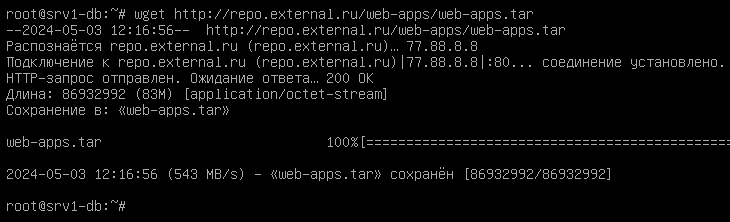 root@srv1-db:~# wget http://repo.external.ru/web-apps/web-apps.tar
--2024-05-03 12:16:56--  http://repo.external.ru/web-apps/web-apps.tar
Распознаётся repo.external.ru (repo.external.ru)… 77.88.8.8
Подключение к repo.external.ru (repo.external.ru)|77.88.8.8|:80... соединение установлено.
HTTP-запрос отправлен. Ожидание ответа… 200 OK
Длина: 86932992 (83M) [application/octet-stream]
Сохранение в: «web-apps.tar»
web-apps.tar                            100%[==============================================
2024-05-03 12:16:56 (543 MB/s) - «web-apps.tar» сохранён [86932992/86932992]
root@srv1-db:~#